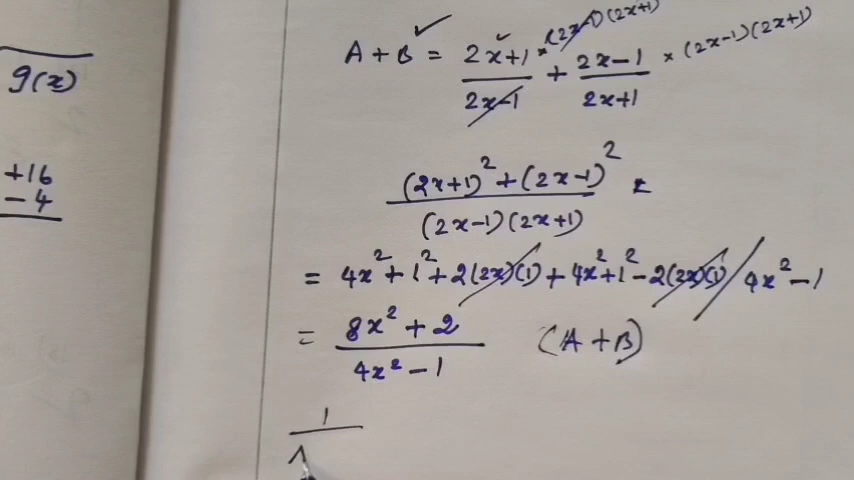 g(x)
+16
-4
A + B = (2x+1)/(2x-1) × (2x-1)(2x+1) + (2x-1)/(2x+1) × (2x-1)(2x+1)
((2x+1)² + (2x-1)²)/((2x-1)(2x+1))
= 4x² + 1² + 2(2x)(1) + 4x² + 1² - 2(2x)(1) / 4x² - 1
= (8x² + 2)/(4x² - 1) (A + B)
1